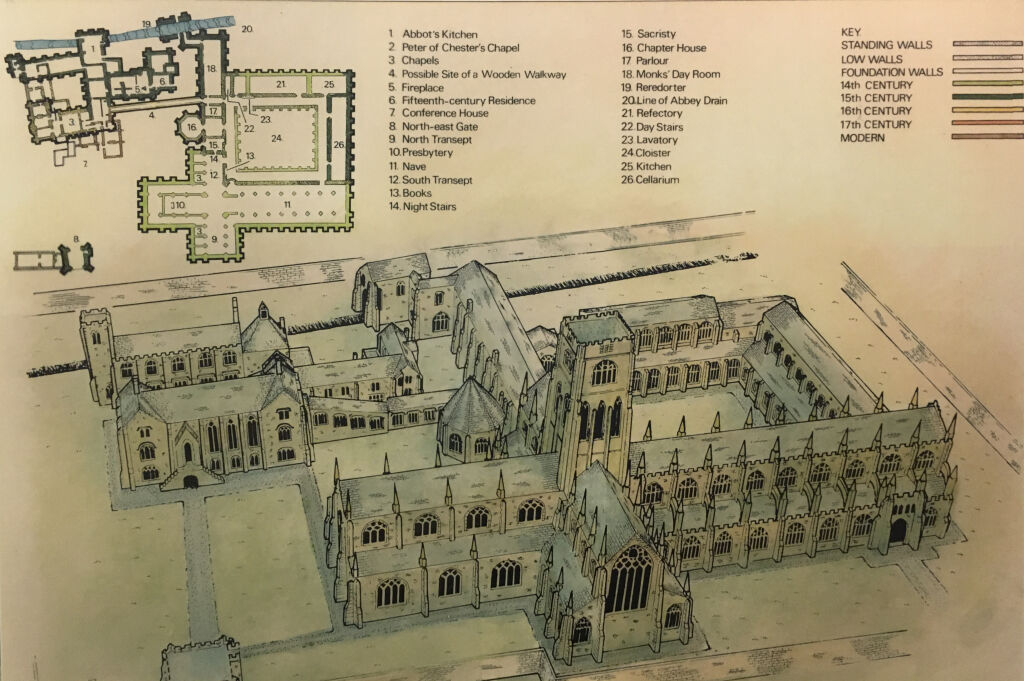 1 Abbot's Kitchen
2 Peter of Chester's Chapel
3 Chapels
4 Possible Site of a Wooden Walkway
5. Fireplace
6 Fifteenth-century Residence
7. Conference House
8 North-east Gate
9 North Transept
10. Presbytery
11. Nave
12. South Transept
13. Books
14. Night Stairs
15. Sacristy
16. Chapter House
17 Parlour
18. Monks' Day Room
19. Reredorter
20. Line of Abbey Drain
21. Refectory
22. Day Stairs
23 Lavatory
24 Cloister
25 Kitchen
26 Cellarium
KEY
STANDING WALLS
LOW WALLS
FOUNDATION WALLS
14th CENTURY
15th CENTURY
16th CENTURY
17th CENTURY
MODERN
19.
20.
1.
2.
18.
6.
5.
21.
25.
17.
4.
3.
16.
23.
22
24.
26.
15.
7.
14
13.
3.
12.
10.
11.
3.
9.
8.